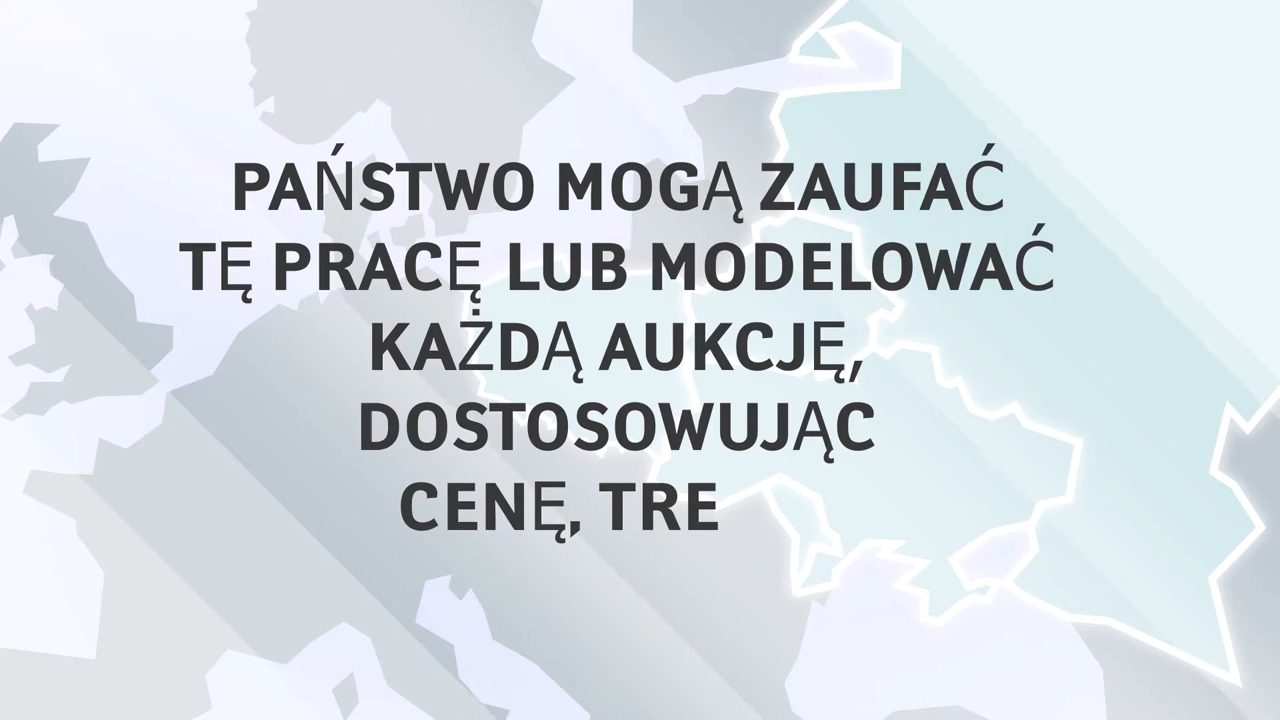 PAŃSTWO MOGĄ ZAUFAĆ
TĘ PRACĘ LUB MODELOWAĆ
KAŻDĄ AUKCJĘ,
DOSTOSOWUJĄC
CENĘ, TRE